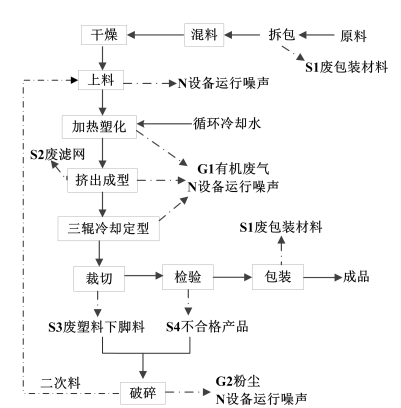 干燥
混料
拆包
原料
S1废包装材料
上料
N设备运行噪声
加热塑化
循环冷却水
S2废滤网
G1有机废气
挤出成型
N设备运行噪声
三辊冷却定型
S1废包装材料
裁切
检验
包装
成品
S3废塑料下脚料
S4不合格产品
二次料
破碎
G2粉尘
N设备运行噪声